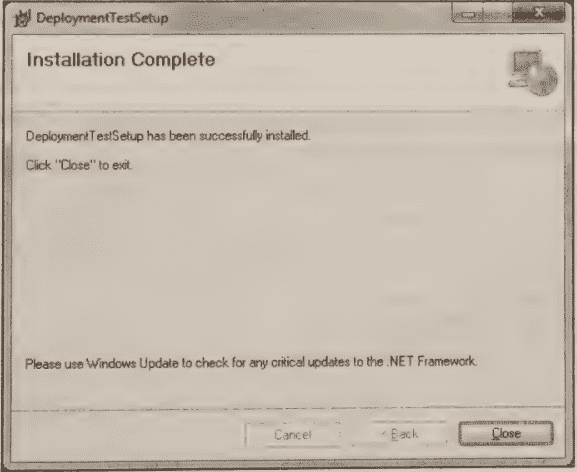 DeploymentTestSetup
Installation Complete
DeploymentTestSetup has been successfully installed.
Click "Close" to exit.
Please use Windows Update to check for any critical updates to the .NET Framework.
Cancel
< Back
Close